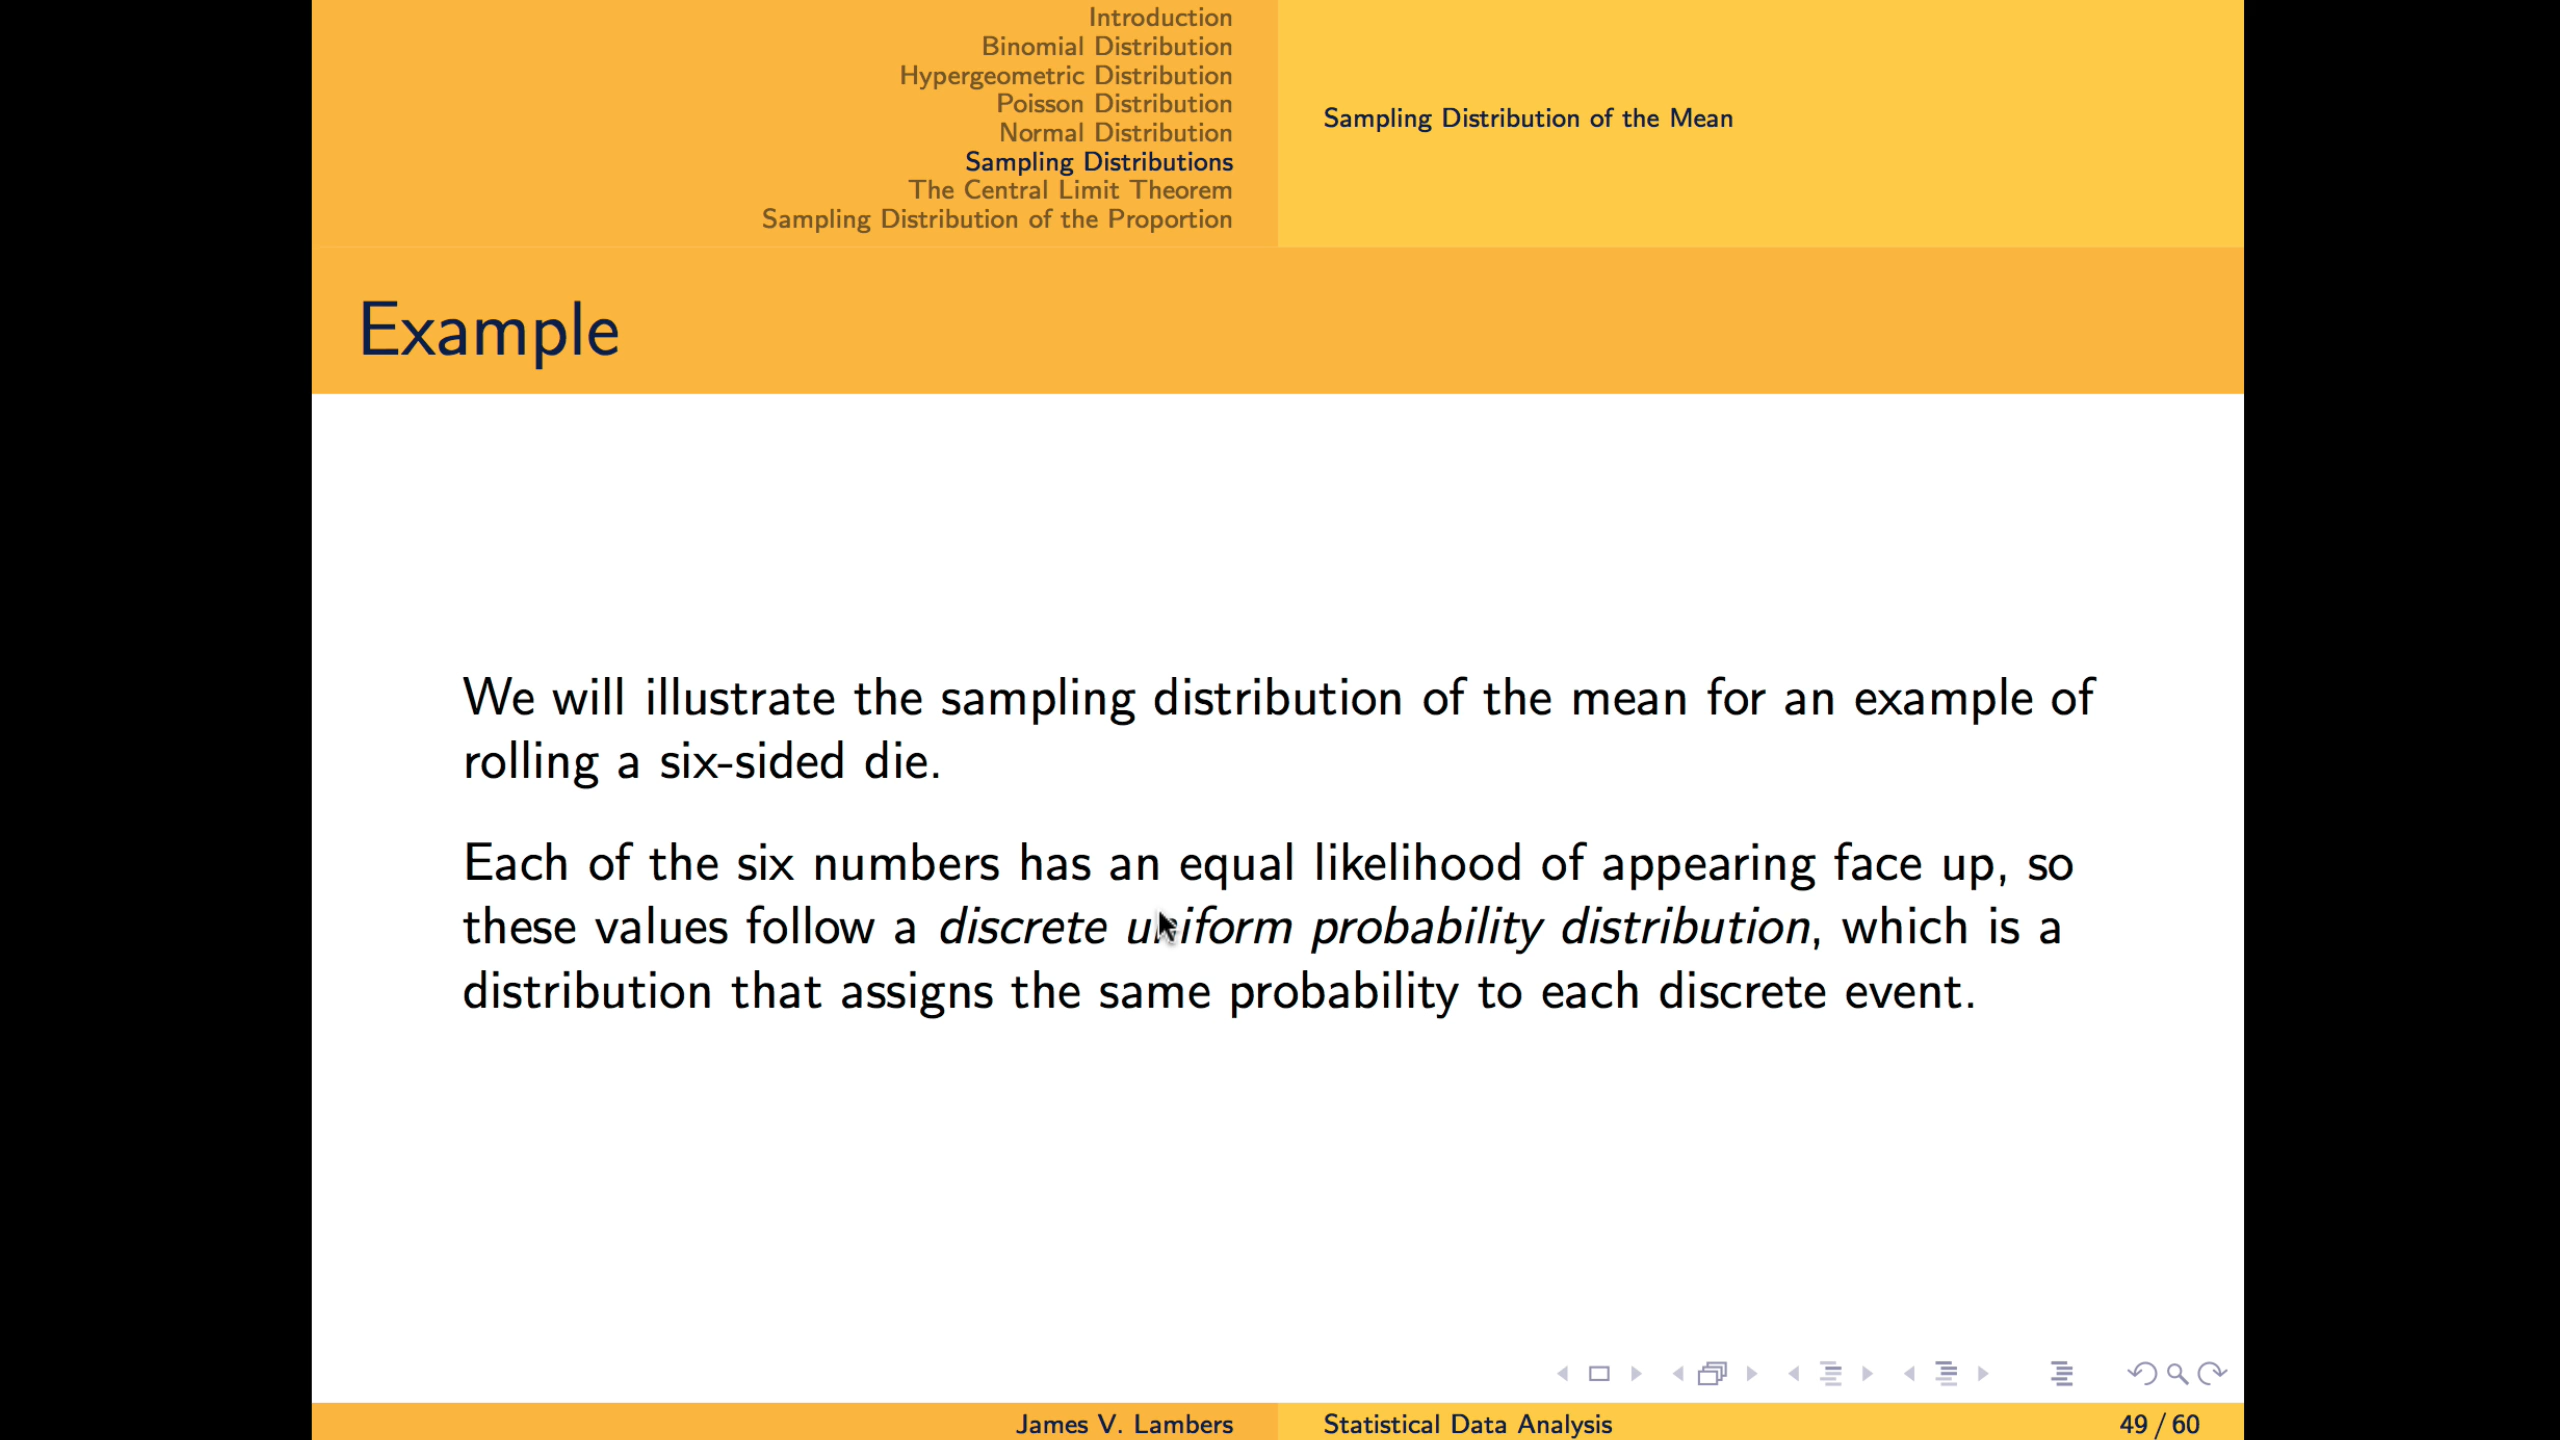 Introduction
Binomial Distribution
Hypergeometric Distribution
Poisson Distribution
Normal Distribution
Sampling Distributions
The Central Limit Theorem
Sampling Distribution of the Proportion
Sampling Distribution of the Mean
Example
We will illustrate the sampling distribution of the mean for an example of
rolling a six-sided die.
Each of the six numbers has an equal likelihood of appearing face up, so
these values follow a discrete uniform probability distribution, which is a
distribution that assigns the same probability to each discrete event.
James V. Lambers
Statistical Data Analysis
49 / 60